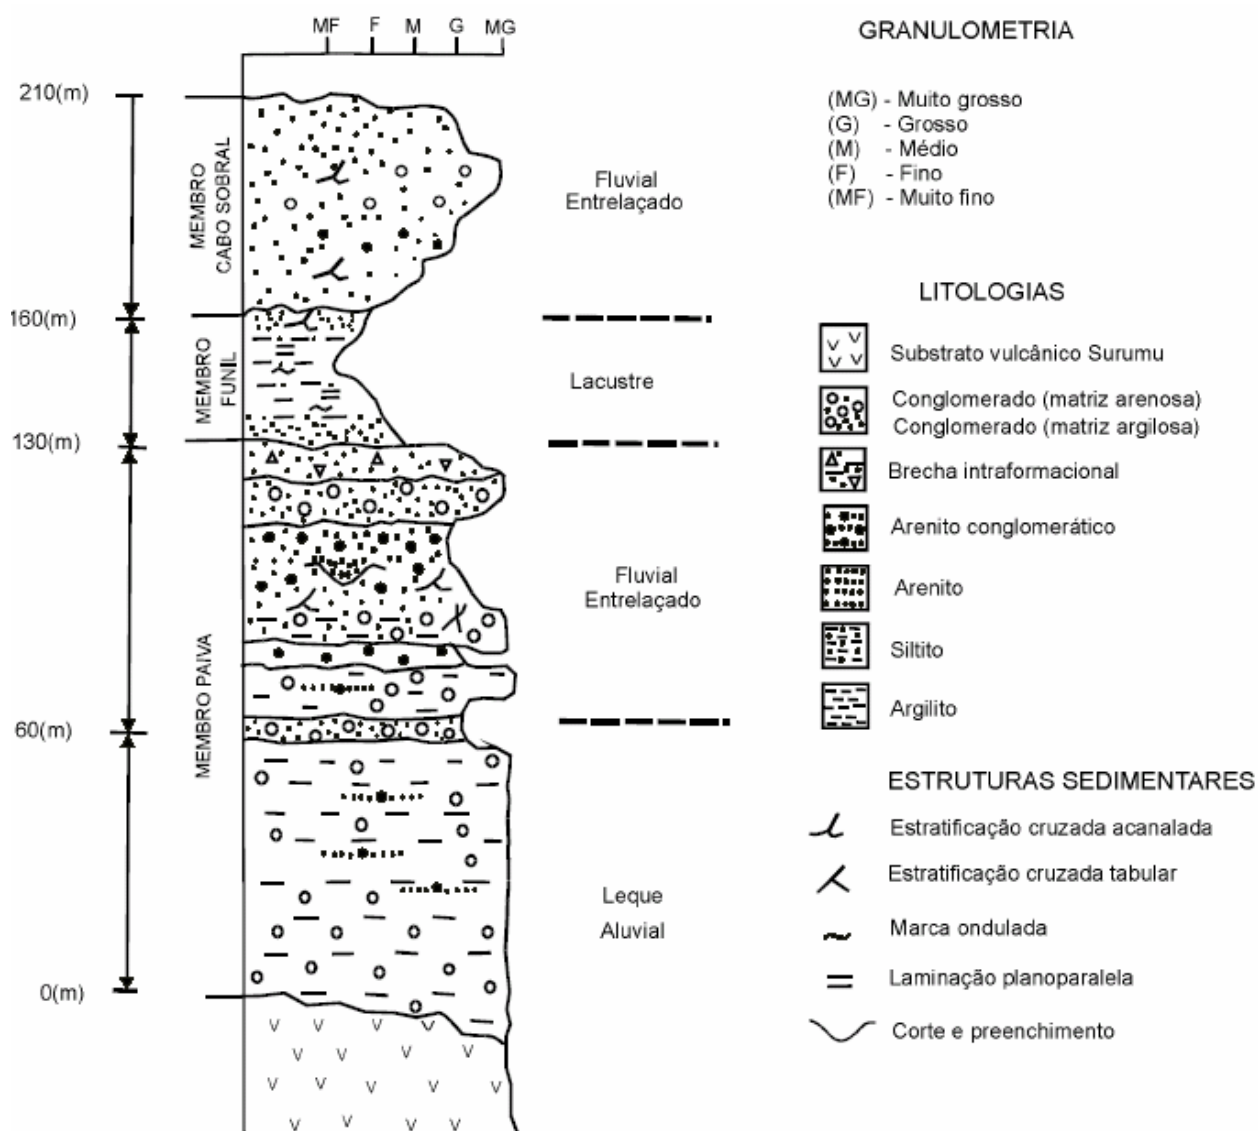 MF F M G MG
210(m)
160(m)
130(m)
60(m)
0(m)
MEMBRO
CABO SOBRAL
MEMBRO
FUNIL
MEMBRO PAIVA
Fluvial
Entrelaçado
Lacustre
Fluvial
Entrelaçado
Leque
Aluvial
GRANULOMETRIA
(MG) - Muito grosso
(G) - Grosso
(M) - Médio
(F) - Fino
(MF) - Muito fino
LITOLOGIAS
Substrato vulcânico Surumu
Conglomerado (matriz arenosa)
Conglomerado (matriz argilosa)
Brecha intraformacional
Arenito conglomerático
Arenito
Siltito
Argilito
ESTRUTURAS SEDIMENTARES
Estratificação cruzada acanalada
Estratificação cruzada tabular
Marca ondulada
Laminação planoparalela
Corte e preenchimento